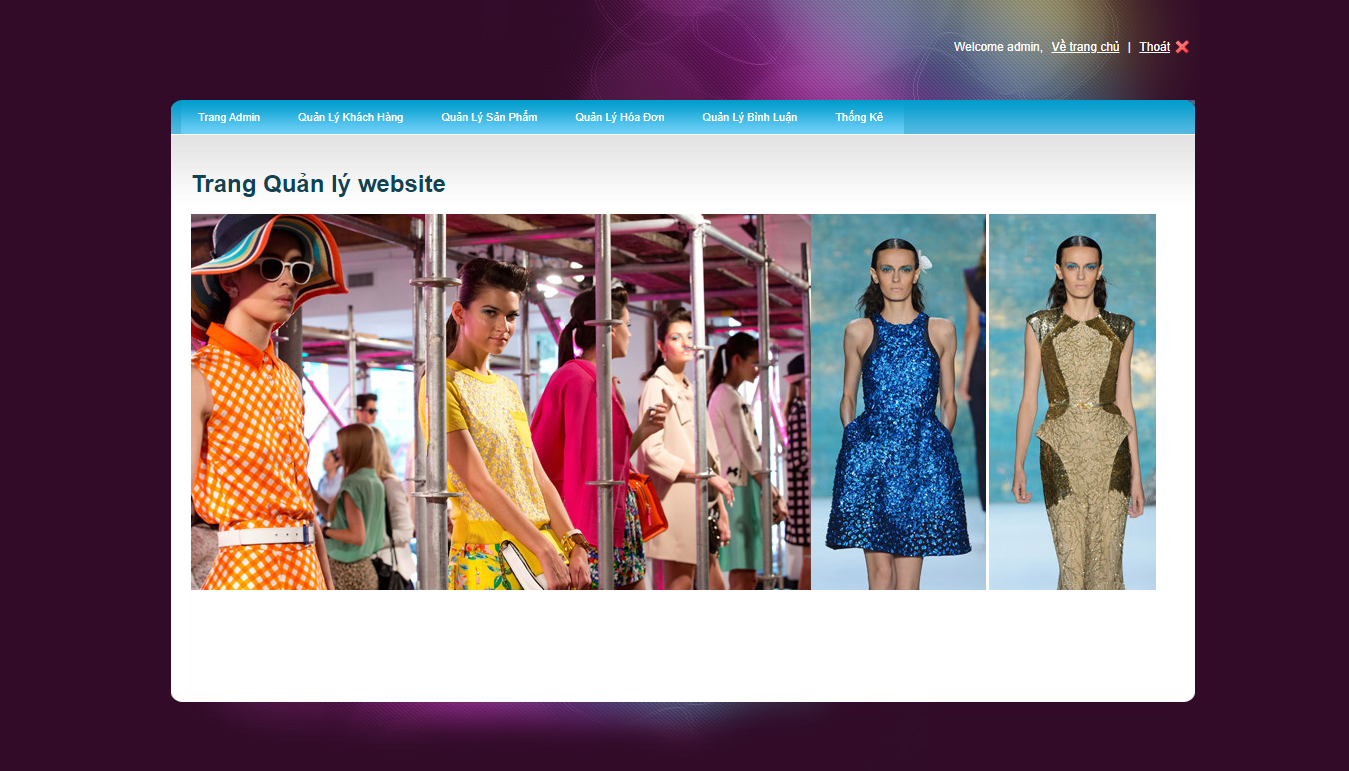 Welcome admin, Về trang chủ | Thoát
Trang Admin Quản Lý Khách Hàng Quản Lý Sản Phẩm Quản Lý Hóa Đơn Quản Lý Bình Luận Thống Kê
Trang Quản lý website